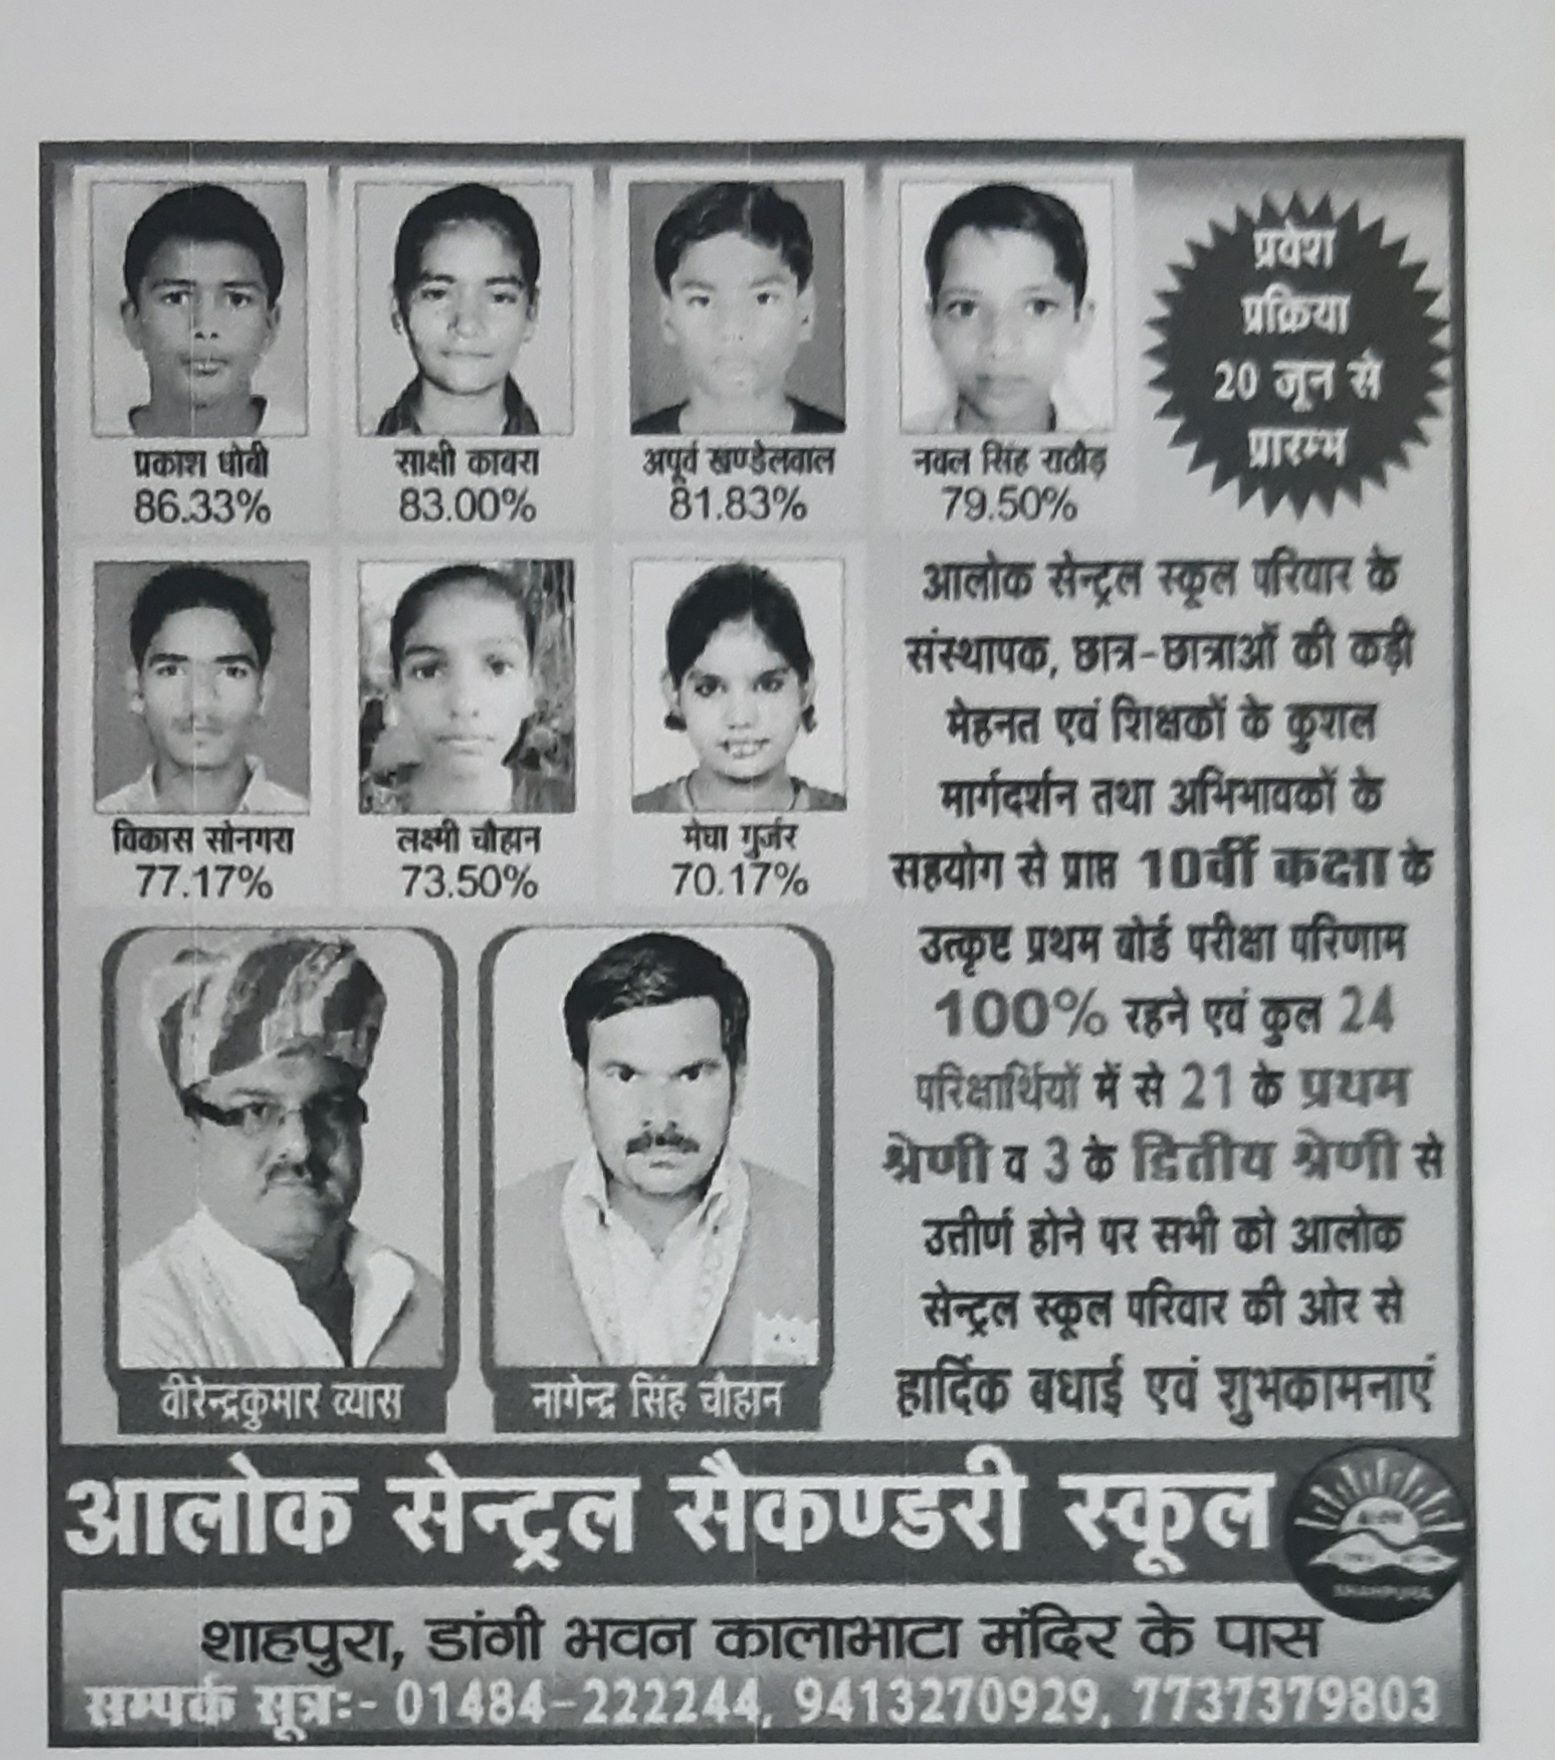 प्रकाश धोबी
86.33%
साक्षी काबरा
83.00%
अपूर्व खण्डेलवाल
81.83%
नवल सिंह राठौड़
79.50%
प्रवेश
प्रक्रिया
20 जून से
प्रारम्भ
विकास सोनगरा
77.17%
लक्ष्मी चौहान
73.50%
मेघा गुर्जर
70.17%
आलोक सेन्ट्रल स्कूल परिवार के
संस्थापक, छात्र-छात्राओं की कड़ी
मेहनत एवं शिक्षकों के कुशल
मार्गदर्शन तथा अभिभावकों के
सहयोग से प्राप्त 10वीं कक्षा के
उत्कृष्ट प्रथम बोर्ड परीक्षा परिणाम
100% रहने एवं कुल 24
परिक्षार्थियों में से 21 के प्रथम
श्रेणी व 3 के द्वितीय श्रेणी से
उत्तीर्ण होने पर सभी को आलोक
सेन्ट्रल स्कूल परिवार की ओर से
हार्दिक बधाई एवं शुभकामनाएं
वीरेन्द्रकुमार व्यास
नागेन्द्र सिंह चौहान
आलोक सेन्ट्रल सैकण्डरी स्कूल
SHAHPURA
शाहपुरा, डांगी भवन कालाभाटा मंदिर के पास
सम्पर्क सूत्रः- 01484-222244, 9413270929, 7737379803